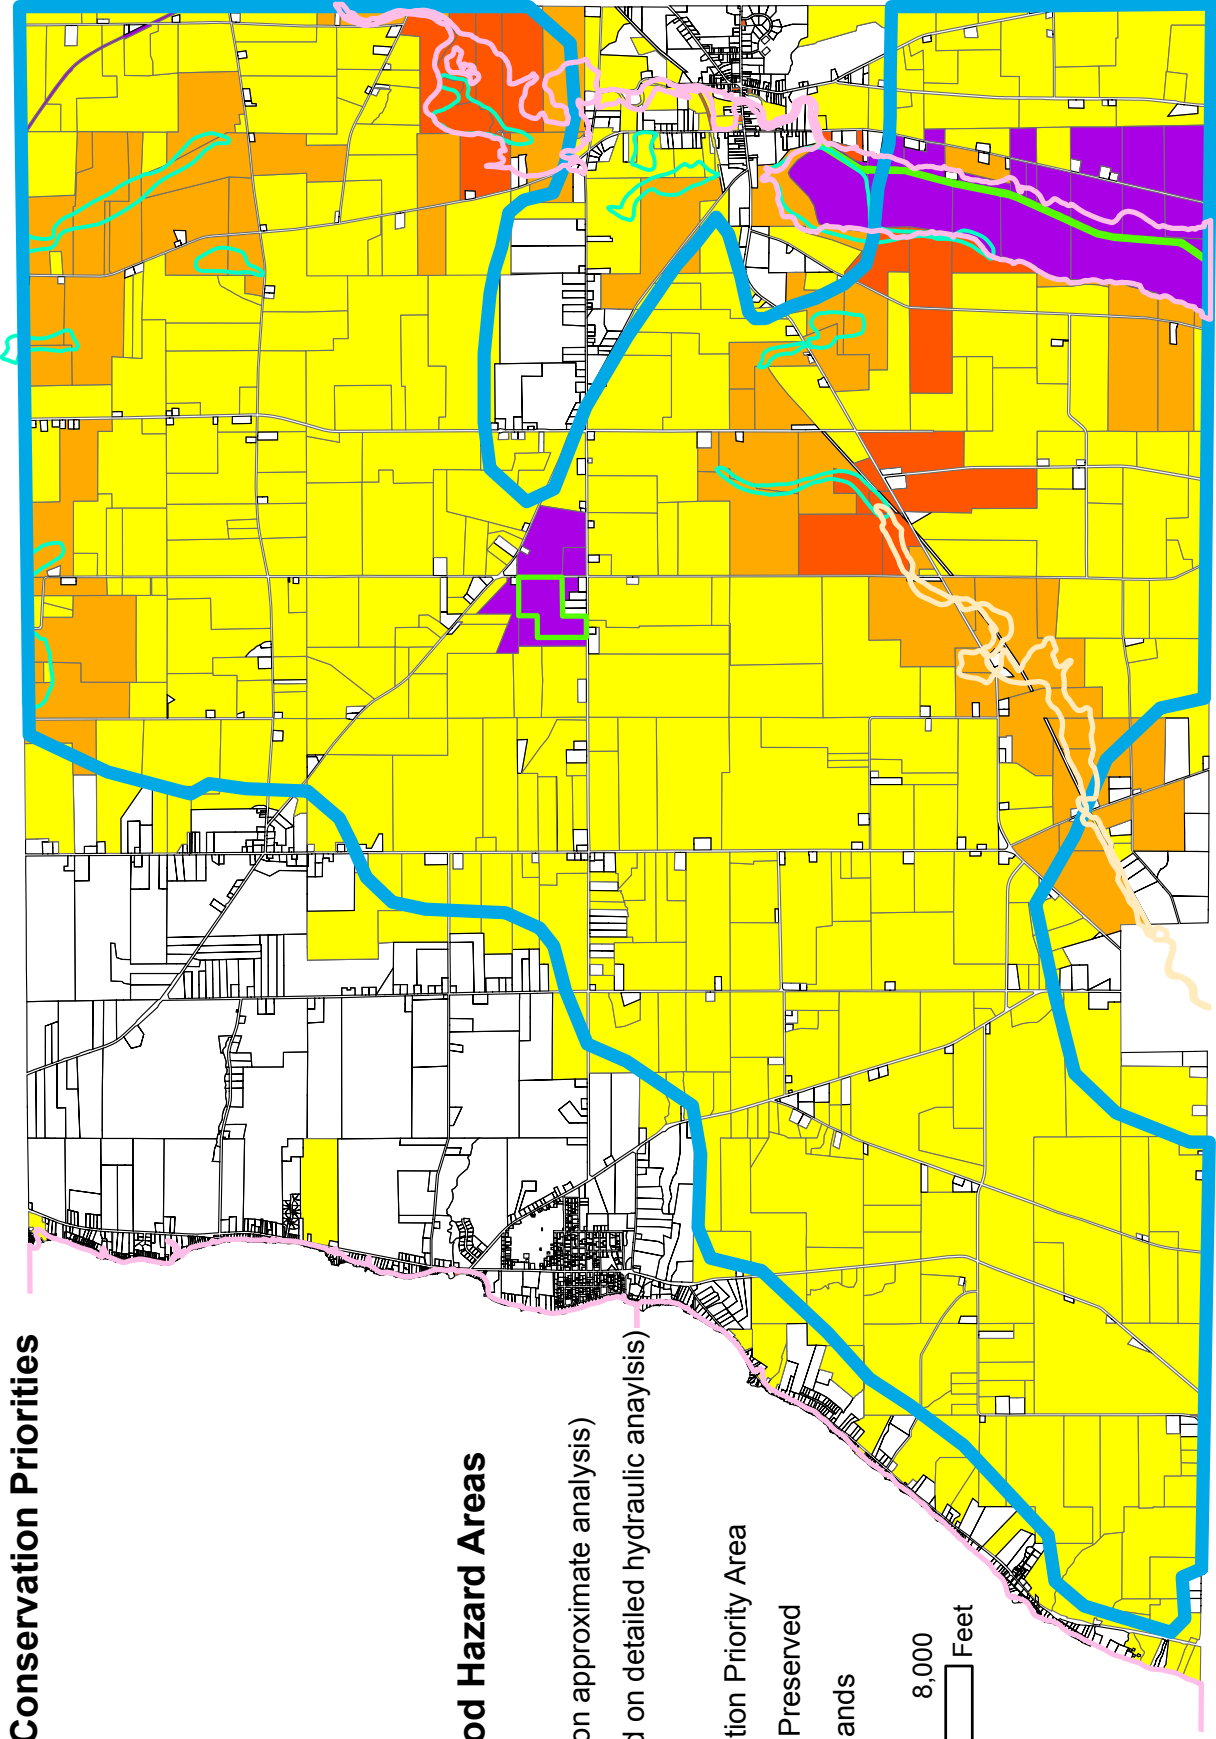 Conservation Priorities
od Hazard Areas
on approximate analysis)
d on detailed hydraulic anaylsis)
tion Priority Area
Preserved
ands
8,000
Feet